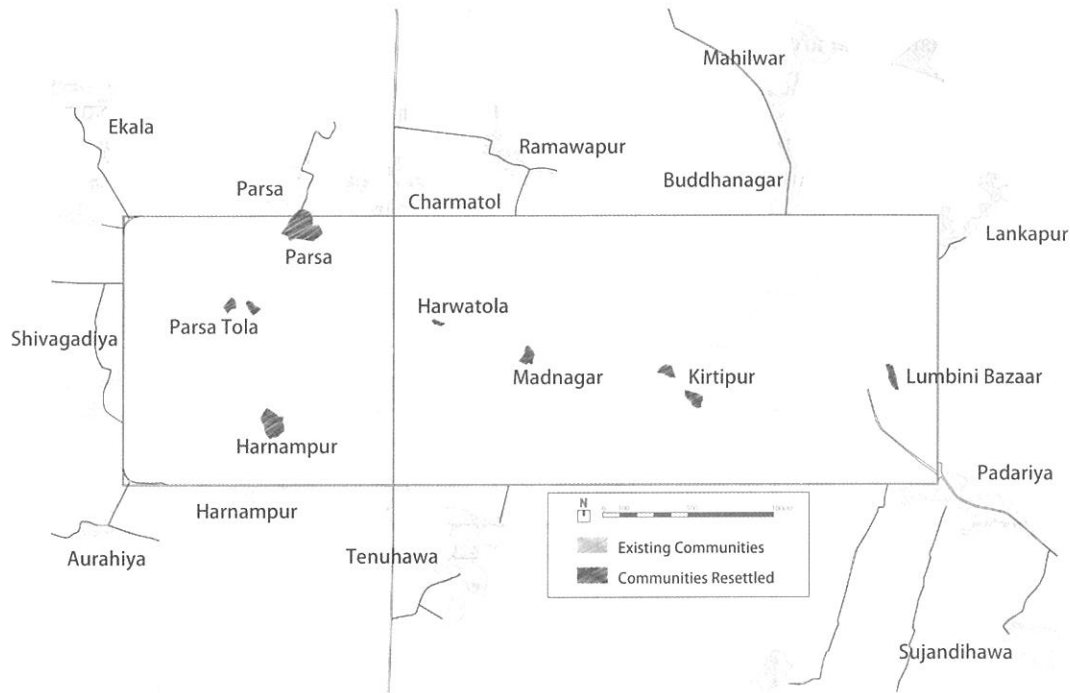 Mahilwar
Ekala
Ramawapur
Parsa
Buddhanagar
Charmatol
Lankapur
Parsa
Harwatola
Parsa Tola
Shivagadiya
Madnagar
Kirtipur
Lumbini Bazaar
Harnampur
Padariya
Harnampur
N
Existing Communities
Aurahiya
Tenuhawa
Communities Resettled
Sujandihawa